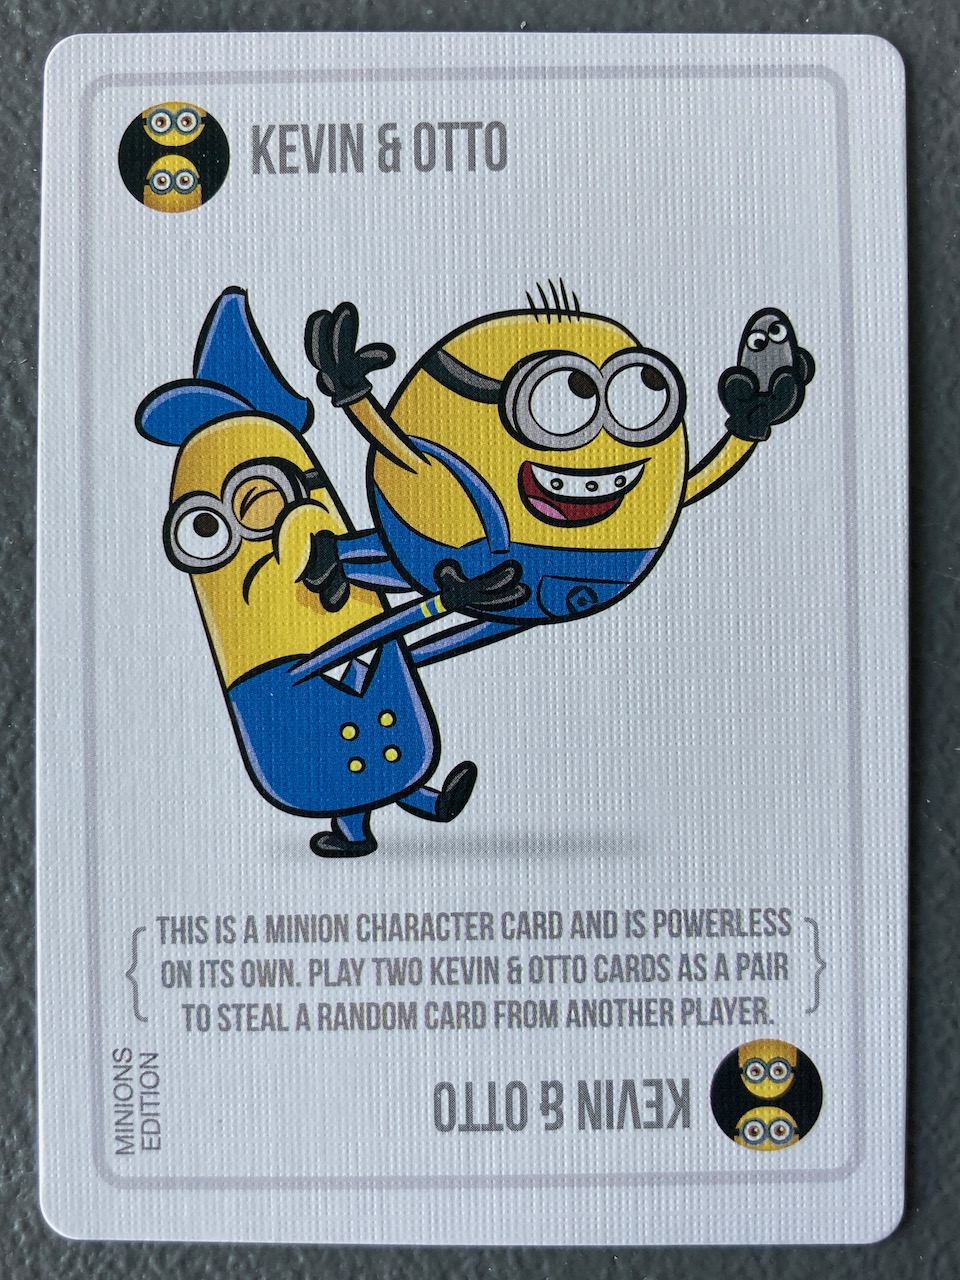 KEVIN & OTTO
THIS IS A MINION CHARACTER CARD AND IS POWERLESS
ON ITS OWN. PLAY TWO KEVIN & OTTO CARDS AS A PAIR
TO STEAL A RANDOM CARD FROM ANOTHER PLAYER.
MINIONS
EDITION
KEVIN & OTTO